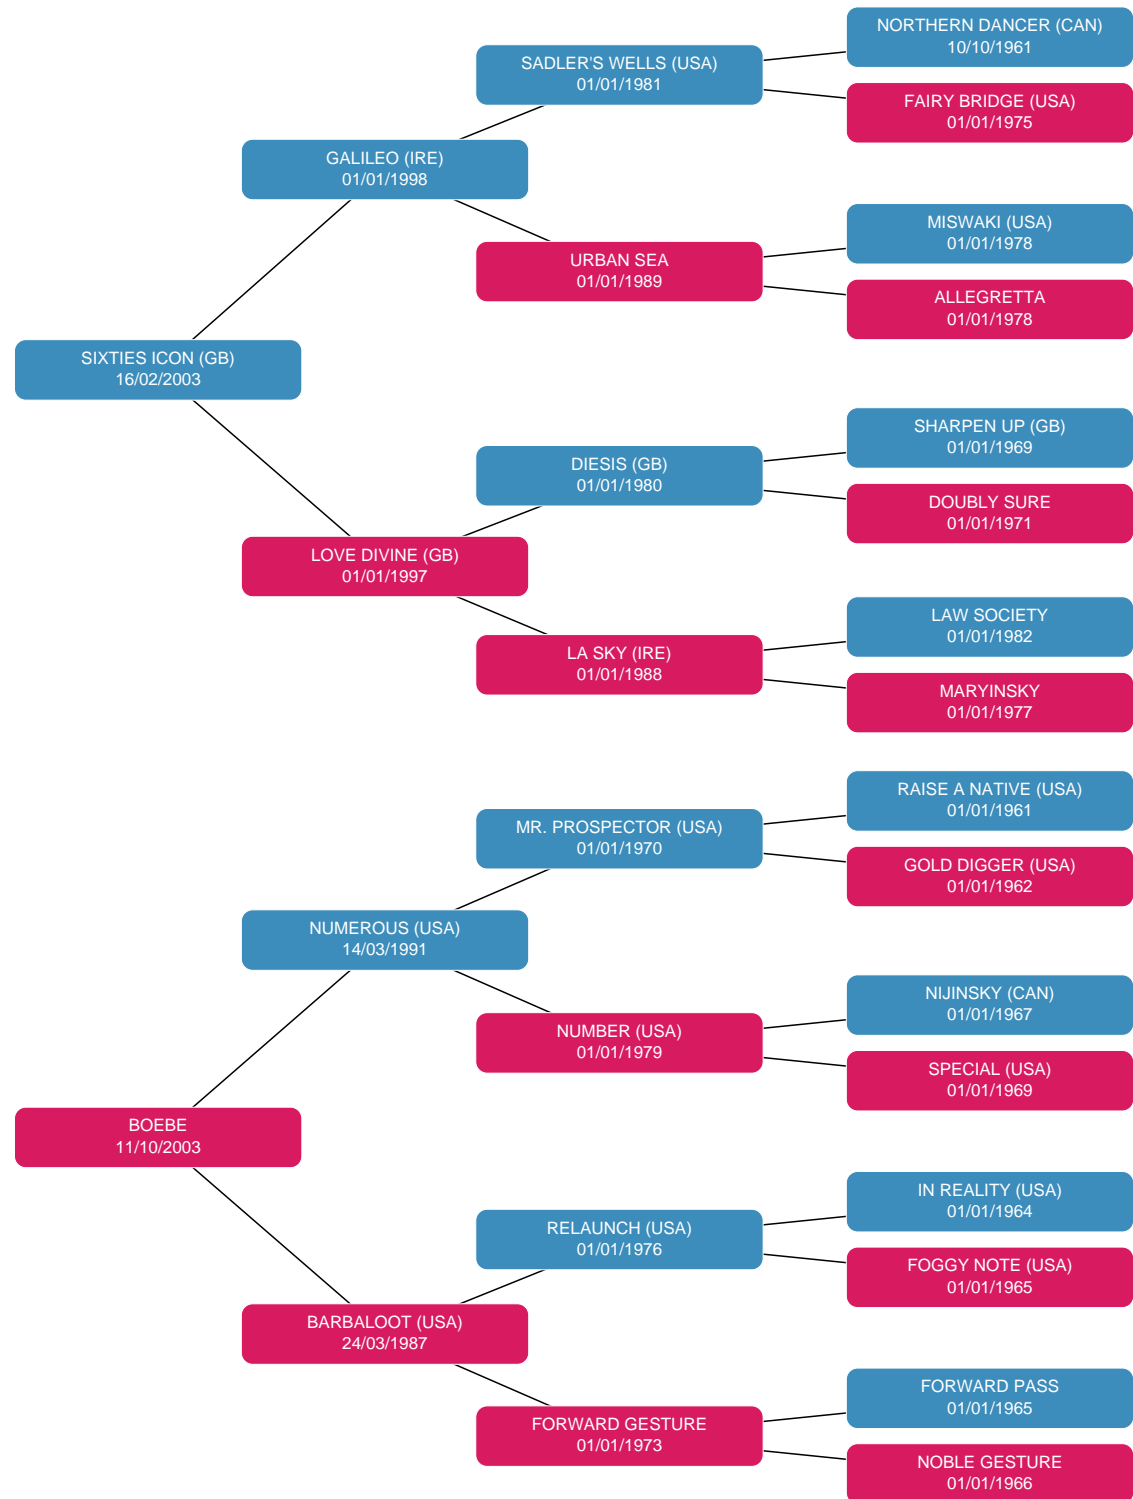 NORTHERN DANCER (CAN)
10/10/1961
SADLER'S WELLS (USA)
01/01/1981
FAIRY BRIDGE (USA)
01/01/1975
GALILEO (IRE)
01/01/1998
MISWAKI (USA)
01/01/1978
URBAN SEA
01/01/1989
ALLEGRETTA
01/01/1978
SIXTIES ICON (GB)
16/02/2003
SHARPEN UP (GB)
01/01/1969
DIESIS (GB)
01/01/1980
DOUBLY SURE
01/01/1971
LOVE DIVINE (GB)
01/01/1997
LAW SOCIETY
01/01/1982
LA SKY (IRE)
01/01/1988
MARYINSKY
01/01/1977
RAISE A NATIVE (USA)
01/01/1961
MR. PROSPECTOR (USA)
01/01/1970
GOLD DIGGER (USA)
01/01/1962
NUMEROUS (USA)
14/03/1991
NIJINSKY (CAN)
01/01/1967
NUMBER (USA)
01/01/1979
SPECIAL (USA)
01/01/1969
BOEBE
11/10/2003
IN REALITY (USA)
01/01/1964
RELAUNCH (USA)
01/01/1976
FOGGY NOTE (USA)
01/01/1965
BARBALOOT (USA)
24/03/1987
FORWARD PASS
01/01/1965
FORWARD GESTURE
01/01/1973
NOBLE GESTURE
01/01/1966